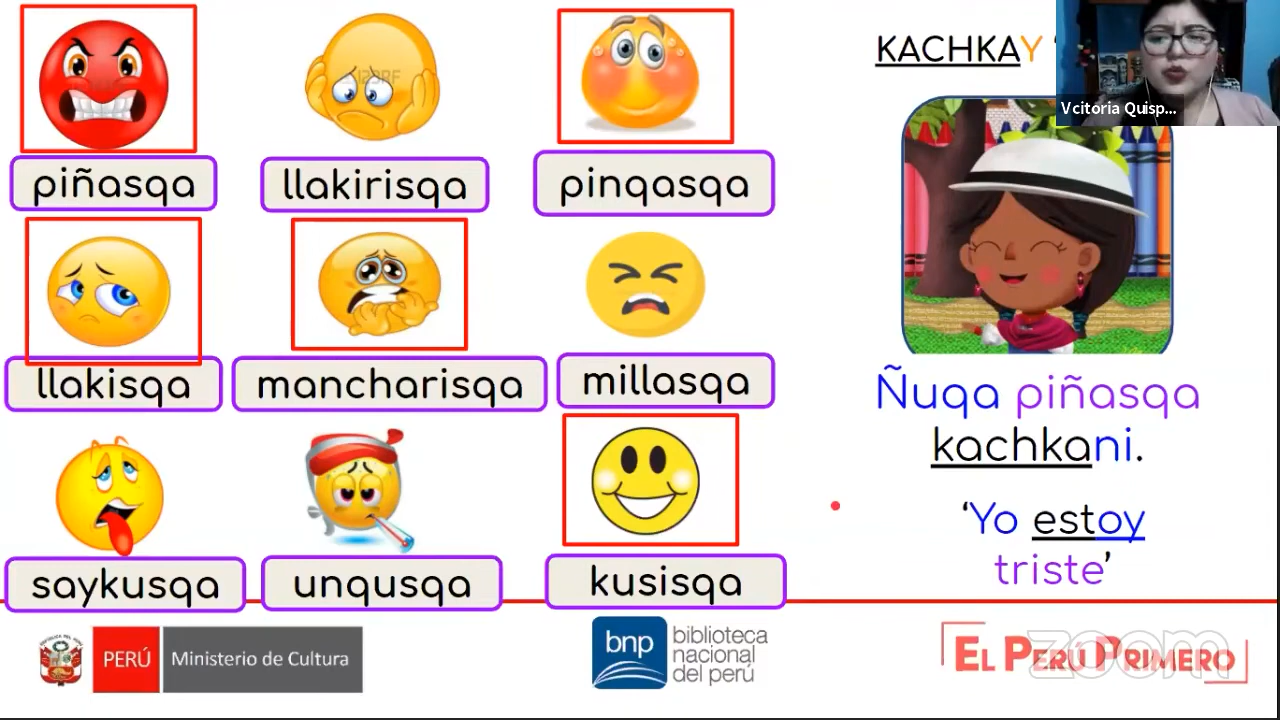 KACHKAY
Vcitoria Quisp...
piñasqa
llakirisqa
pinqasqa
llakisqa
mancharisqa
millasqa
saykusqa
unqusqa
kusisqa
Ñuqa piñasqa
kachkani.
‘Yo estoy
triste’
PERÚ
Ministerio de Cultura
bnp
biblioteca
nacional
del perú
EL PERÚ PRIMERO
zoom
123RF